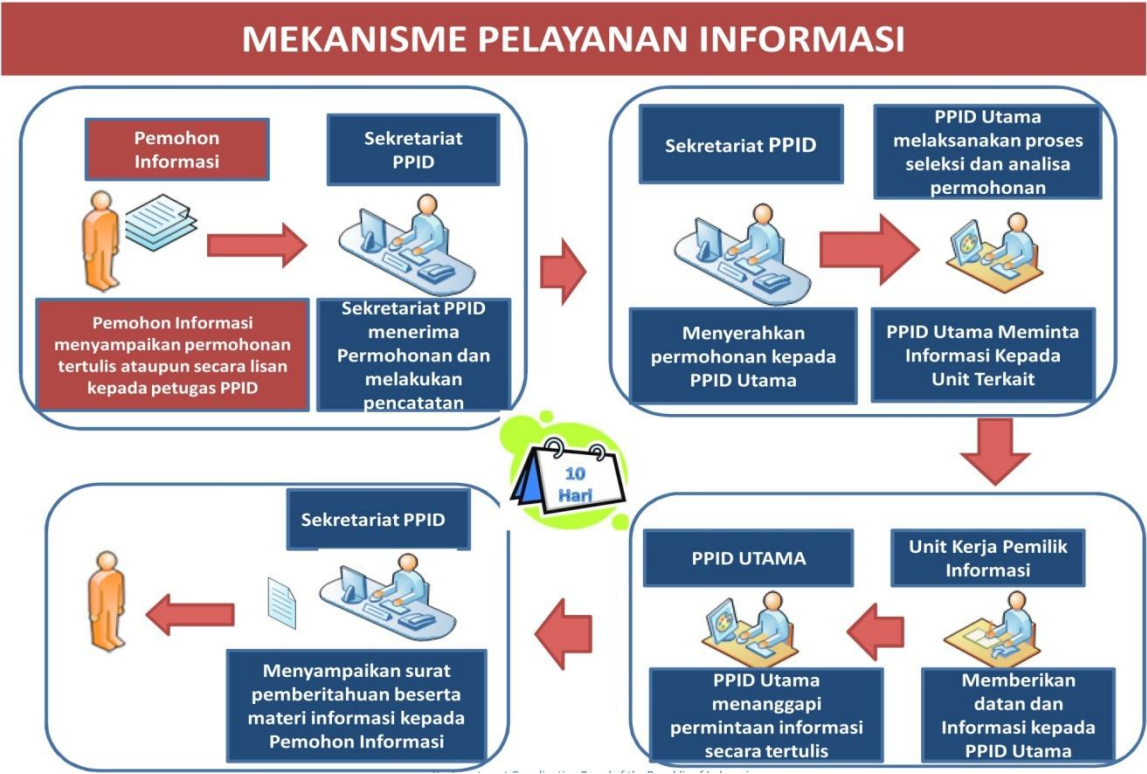 MEKANISME PELAYANAN INFORMASI
Pemohon
Informasi
Sekretariat
PPID
Pemohon Informasi
menyampaikan permohonan
tertulis ataupun secara lisan
kepada petugas PPID
Sekretariat PPID
menerima
Permohonan dan
melakukan
pencatatan
Sekretariat PPID
PPID Utama
melaksanakan proses
seleksi dan analisa
permohonan
Menyerahkan
permohonan kepada
PPID Utama
PPID Utama Meminta
Informasi Kepada
Unit Terkait
10
Hari
Unit Kerja Pemilik
Informasi
PPID UTAMA
Memberikan
datan dan
Informasi kepada
PPID Utama
PPID Utama
menanggapi
permintaan informasi
secara tertulis
Sekretariat PPID
Menyampaikan surat
pemberitahuan beserta
materi informasi kepada
Pemohon Informasi